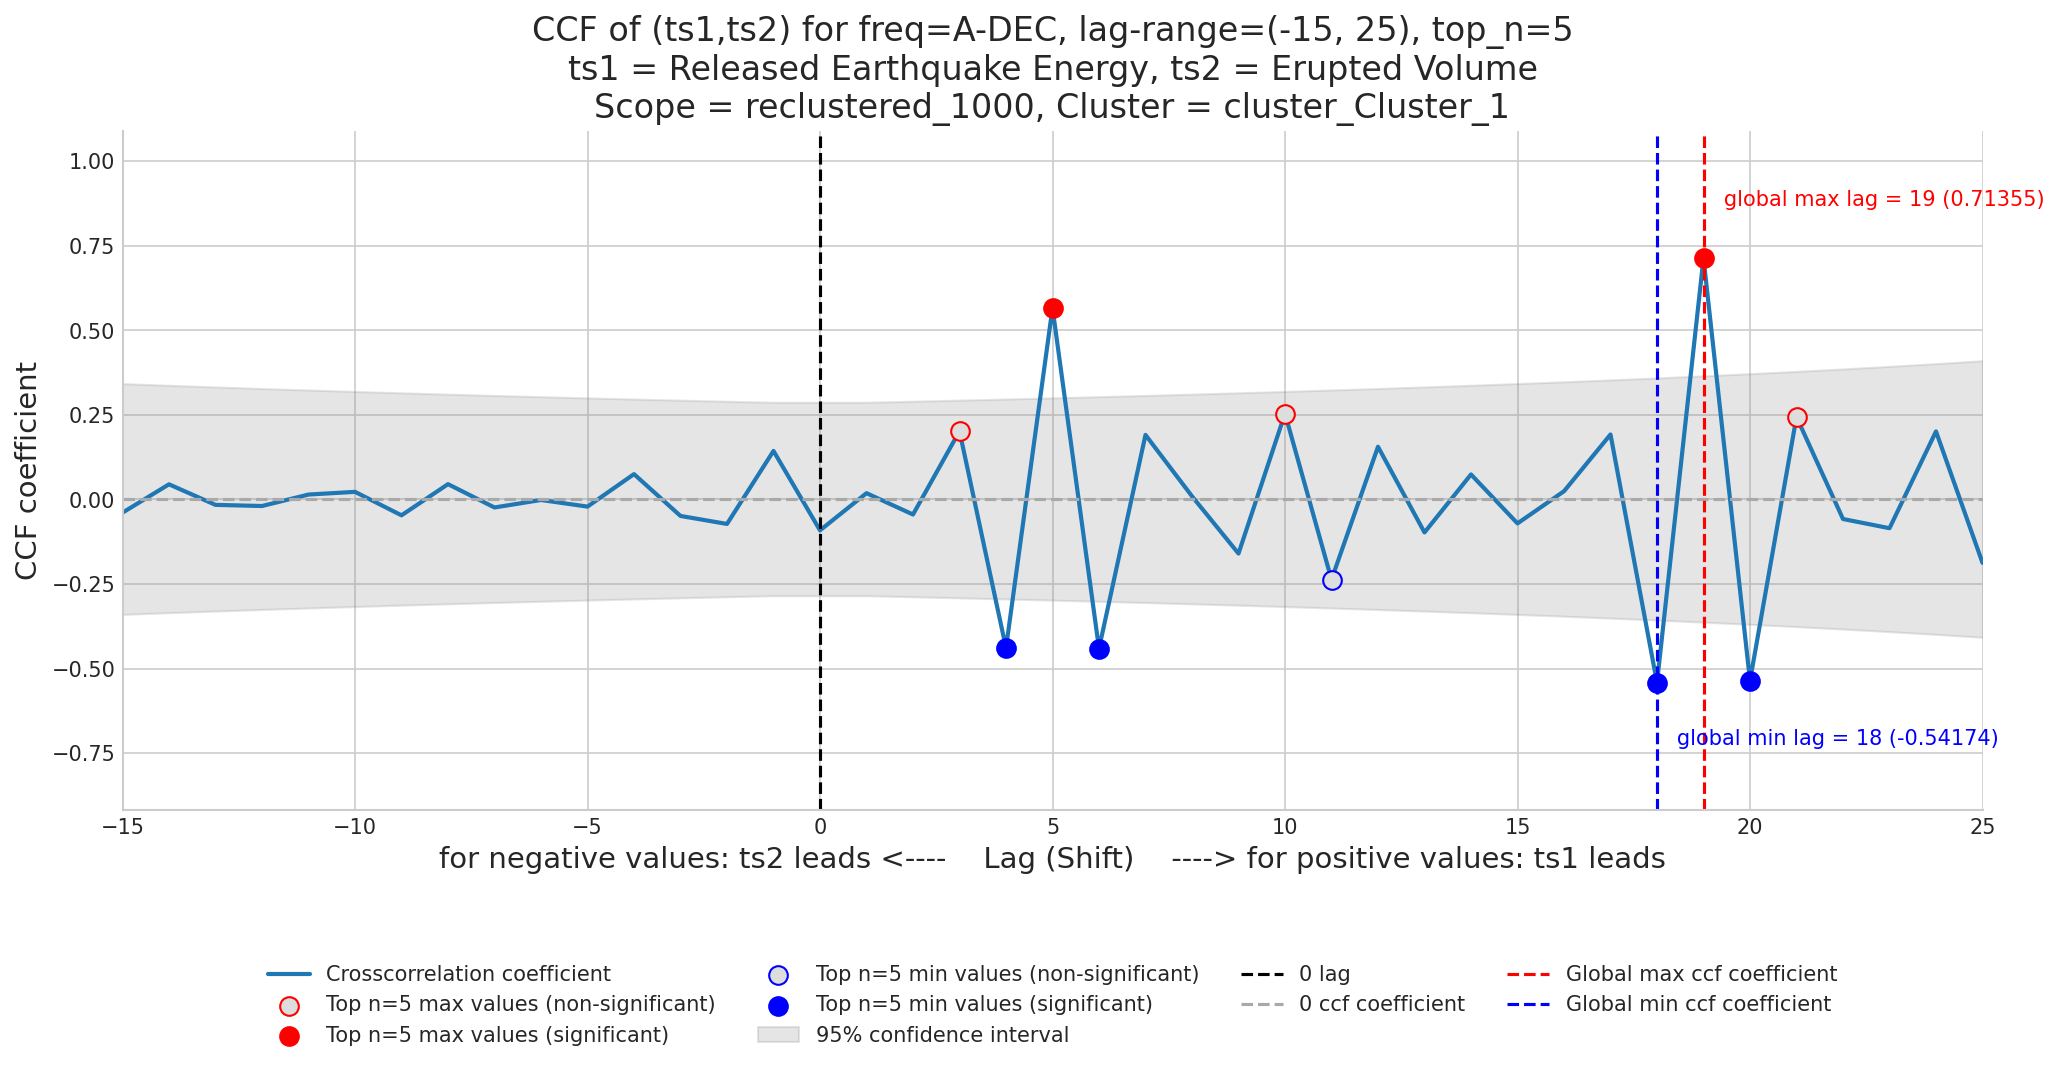 CCF of (ts1,ts2) for freq=A-DEC, lag-range=(-15, 25), top_n=5
ts1 = Released Earthquake Energy, ts2 = Erupted Volume
Scope = reclustered_1000, Cluster = cluster_Cluster_1
CCF coefficient
1.00
0.75
0.50
0.25
0.00
−0.25
−0.50
−0.75
global max lag = 19 (0.71355)
global min lag = 18 (-0.54174)
−15 −10 −5 0 5 10 15 20 25
for negative values: ts2 leads <---- Lag (Shift) ----> for positive values: ts1 leads
Crosscorrelation coefficient
Top n=5 max values (non-significant)
Top n=5 max values (significant)
Top n=5 min values (non-significant)
Top n=5 min values (significant)
95% confidence interval
0 lag
0 ccf coefficient
Global max ccf coefficient
Global min ccf coefficient